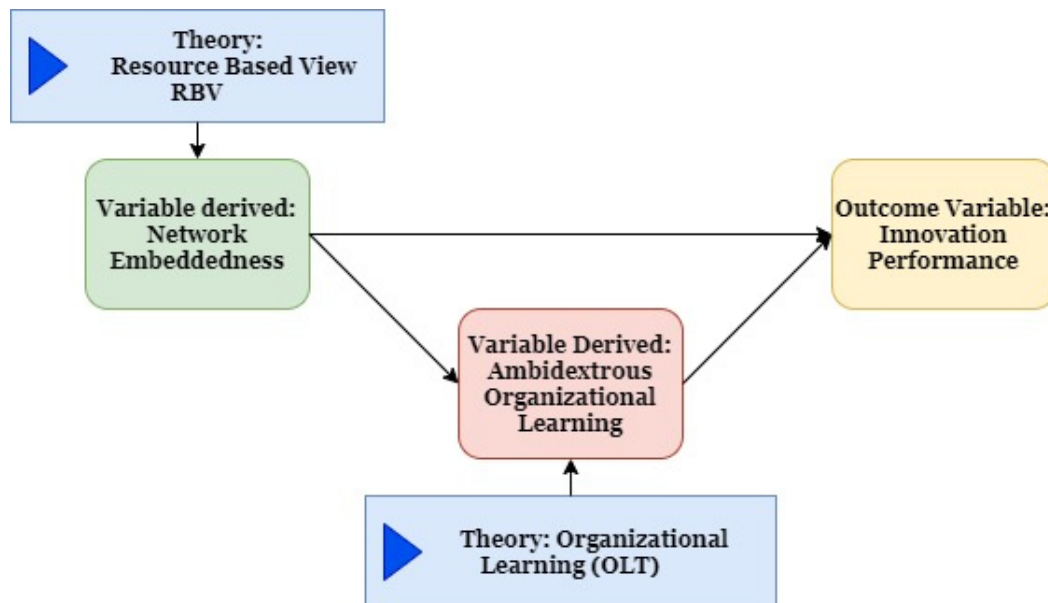 Theory:
Resource Based View
RBV
Variable derived:
Network
Embeddedness
Outcome Variable:
Innovation
Performance
Variable Derived:
Ambidextrous
Organizational
Learning
Theory: Organizational
Learning (OLT)